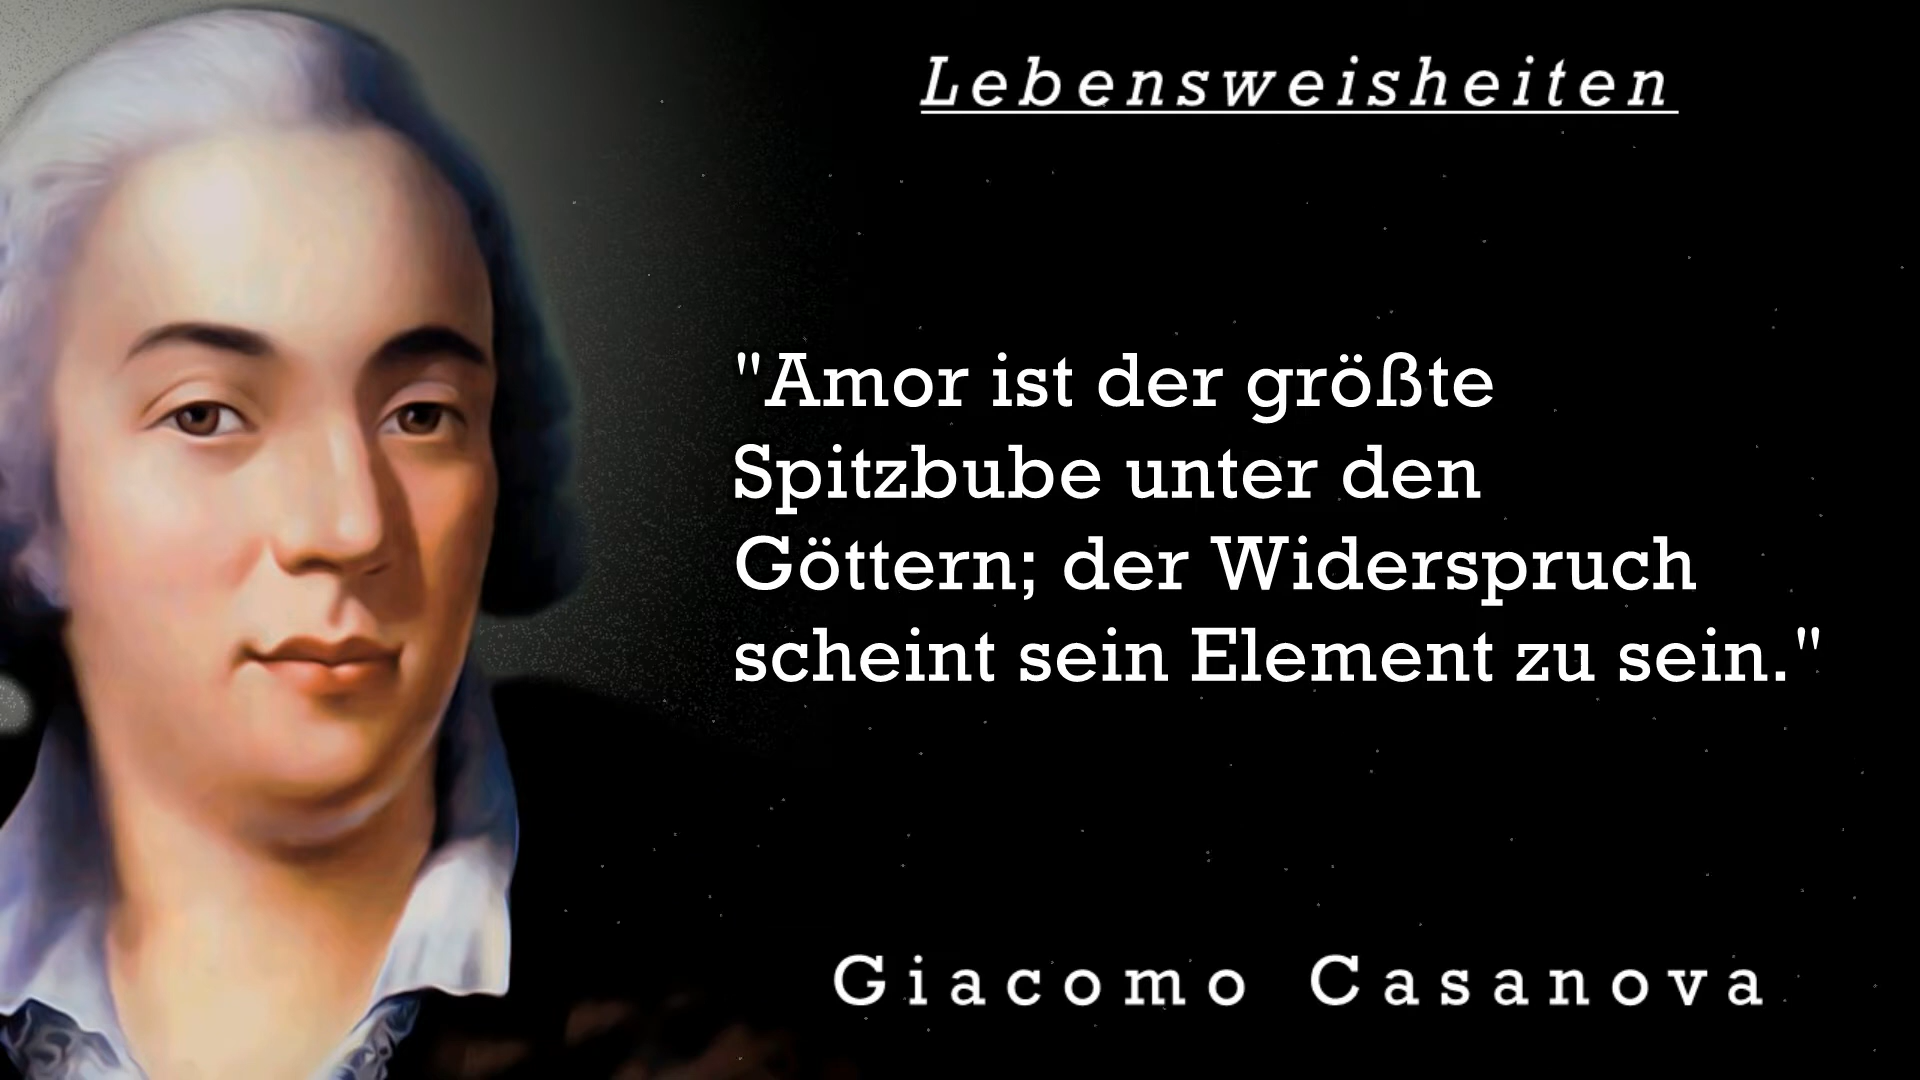 Lebensweisheiten
"Amor ist der größte
Spitzbube unter den
Göttern; der Widerspruch
scheint sein Element zu sein."
Giacomo Casanova